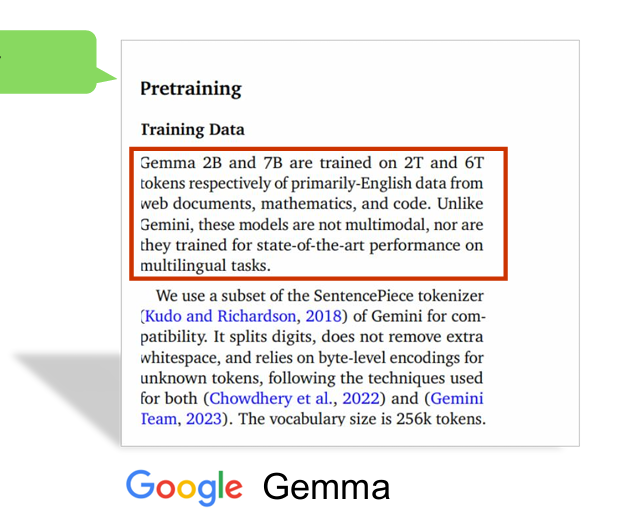 Pretraining
Training Data
Gemma 2B and 7B are trained on 2T and 6T
tokens respectively of primarily-English data from
web documents, mathematics, and code. Unlike
Gemini, these models are not multimodal, nor are
they trained for state-of-the-art performance on
multilingual tasks.
We use a subset of the SentencePiece tokenizer
(Kudo and Richardson, 2018) of Gemini for com-
patibility. It splits digits, does not remove extra
whitespace, and relies on byte-level encodings for
unknown tokens, following the techniques used
for both (Chowdhery et al., 2022) and (Gemini
Team, 2023). The vocabulary size is 256k tokens.
Google Gemma